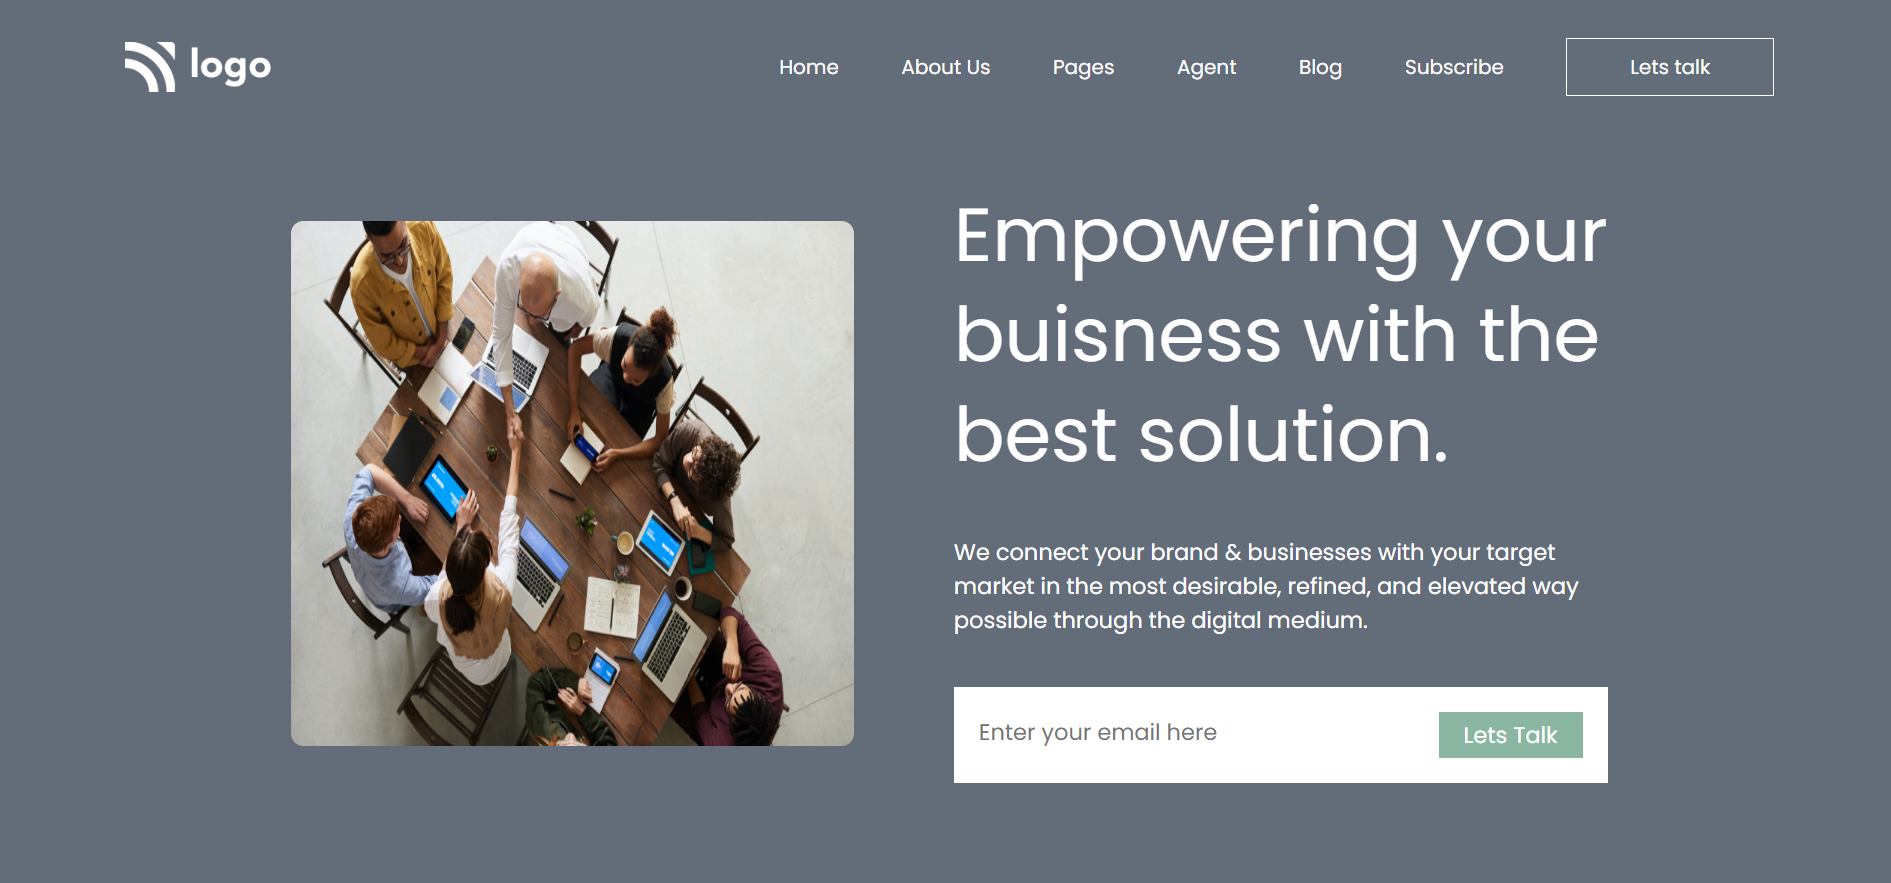 logo
Home
About Us
Pages
Agent
Blog
Subscribe
Lets talk
Empowering your
buisness with the
best solution.
We connect your brand & businesses with your target
market in the most desirable, refined, and elevated way
possible through the digital medium.
Enter your email here
Lets Talk